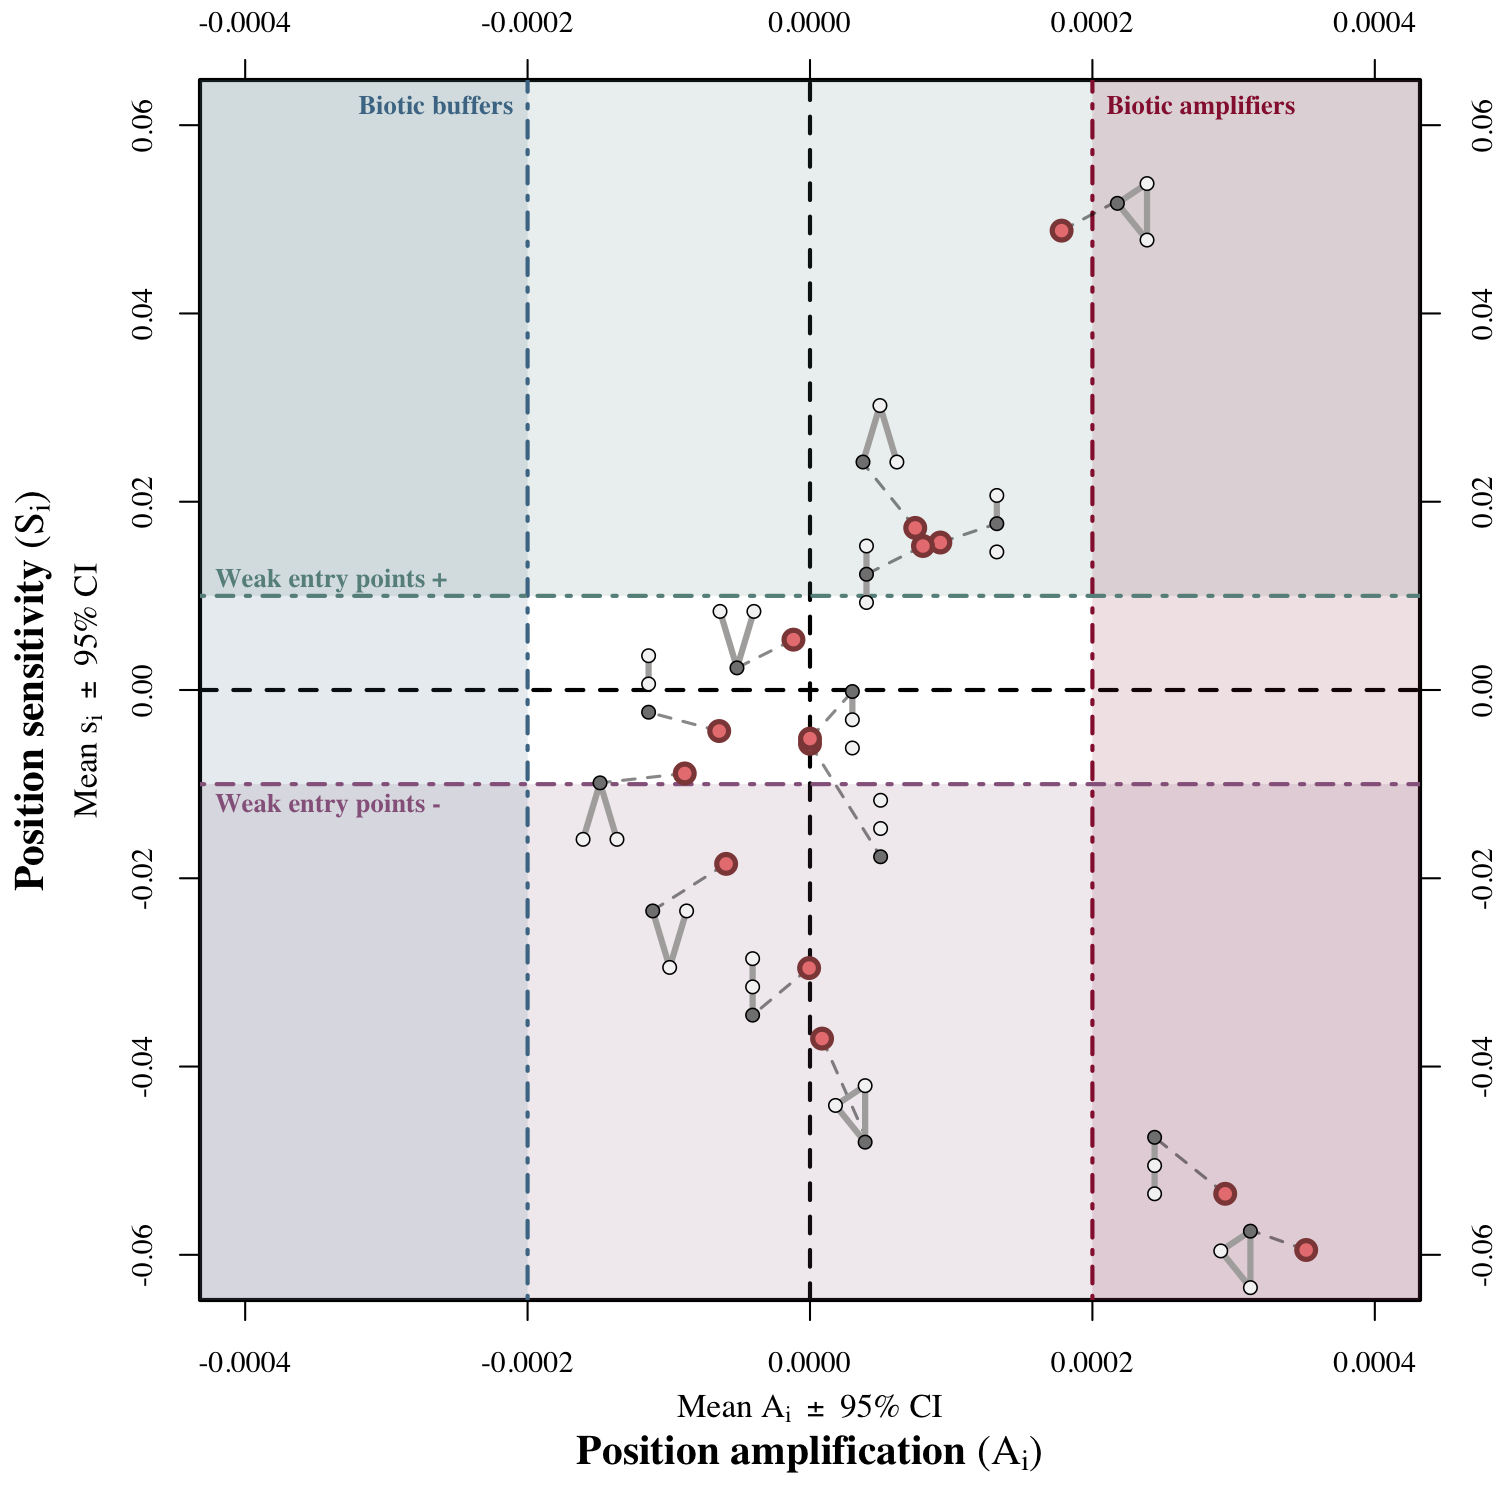 -0.0004 -0.0002 0.0000 0.0002 0.0004
Biotic buffers
Biotic amplifiers
0.06 0.06
0.04 0.04
0.02 0.02
Weak entry points +
0.00 0.00
Weak entry points -
-0.02 -0.02
-0.04 -0.04
-0.06 -0.06
Position sensitivity (Si)
Mean si ± 95% CI
-0.0004 -0.0002 0.0000 0.0002 0.0004
Mean Ai ± 95% CI
Position amplification (Ai)